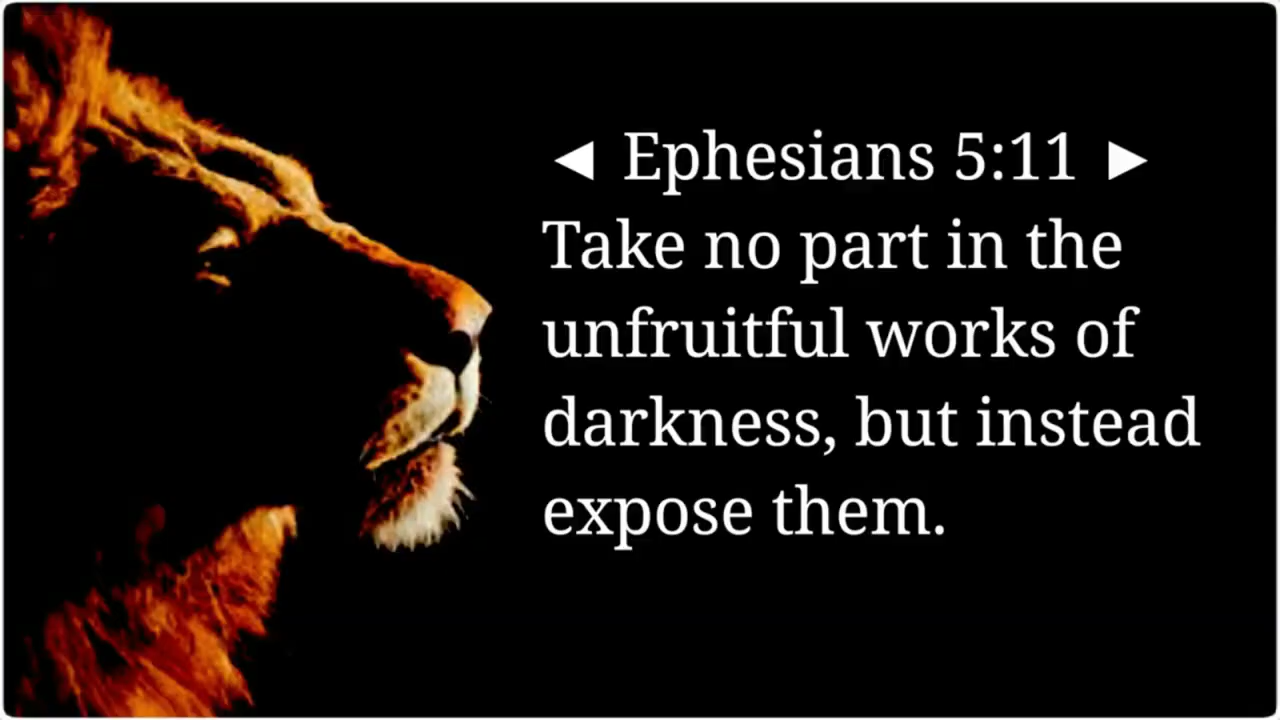 ◄ Ephesians 5:11 ►
Take no part in the
unfruitful works of
darkness, but instead
expose them.